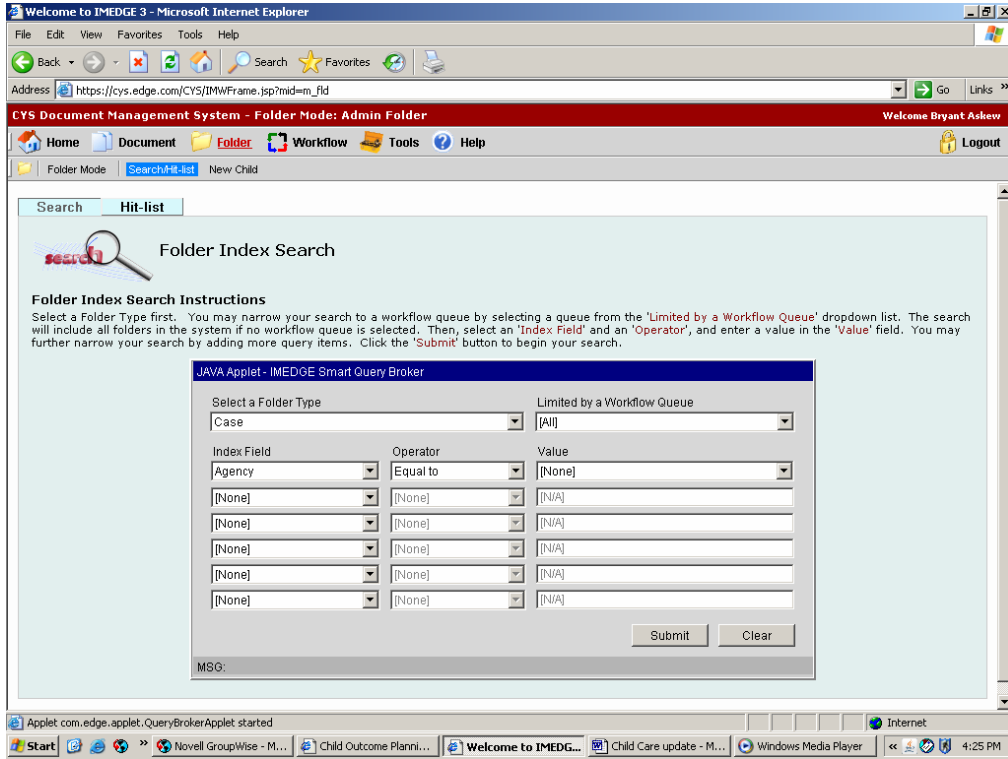 Welcome to IMEDGE 3 - Microsoft Internet Explorer
File Edit View Favorites Tools Help
Back Search Favorites
Address https://cys.edge.com/CYS/IMWFrame.jsp?mid=m_fld Go Links »
CYS Document Management System - Folder Mode: Admin Folder Welcome Bryant Askew
Home Document Folder Workflow Tools Help Logout
Folder Mode Search/Hit-list New Child
Search Hit-list
search Folder Index Search
Folder Index Search Instructions
Select a Folder Type first. You may narrow your search to a workflow queue by selecting a queue from the 'Limited by a Workflow Queue' dropdown list. The search
will include all folders in the system if no workflow queue is selected. Then, select an 'Index Field' and an 'Operator', and enter a value in the 'Value' field. You may
further narrow your search by adding more query items. Click the 'Submit' button to begin your search.
JAVA Applet - IMEDGE Smart Query Broker
Select a Folder Type Limited by a Workflow Queue
Case [All]
Index Field Operator Value
Agency Equal to [None]
[None] [None] [N/A]
[None] [None] [N/A]
[None] [None] [N/A]
[None] [None] [N/A]
[None] [None] [N/A]
Submit Clear
MSG:
Applet com.edge.applet.QueryBrokerApplet started Internet
Start » Novell GroupWise - M... Child Outcome Planni... Welcome to IMEDG... Child Care update - M... Windows Media Player « 4:25 PM